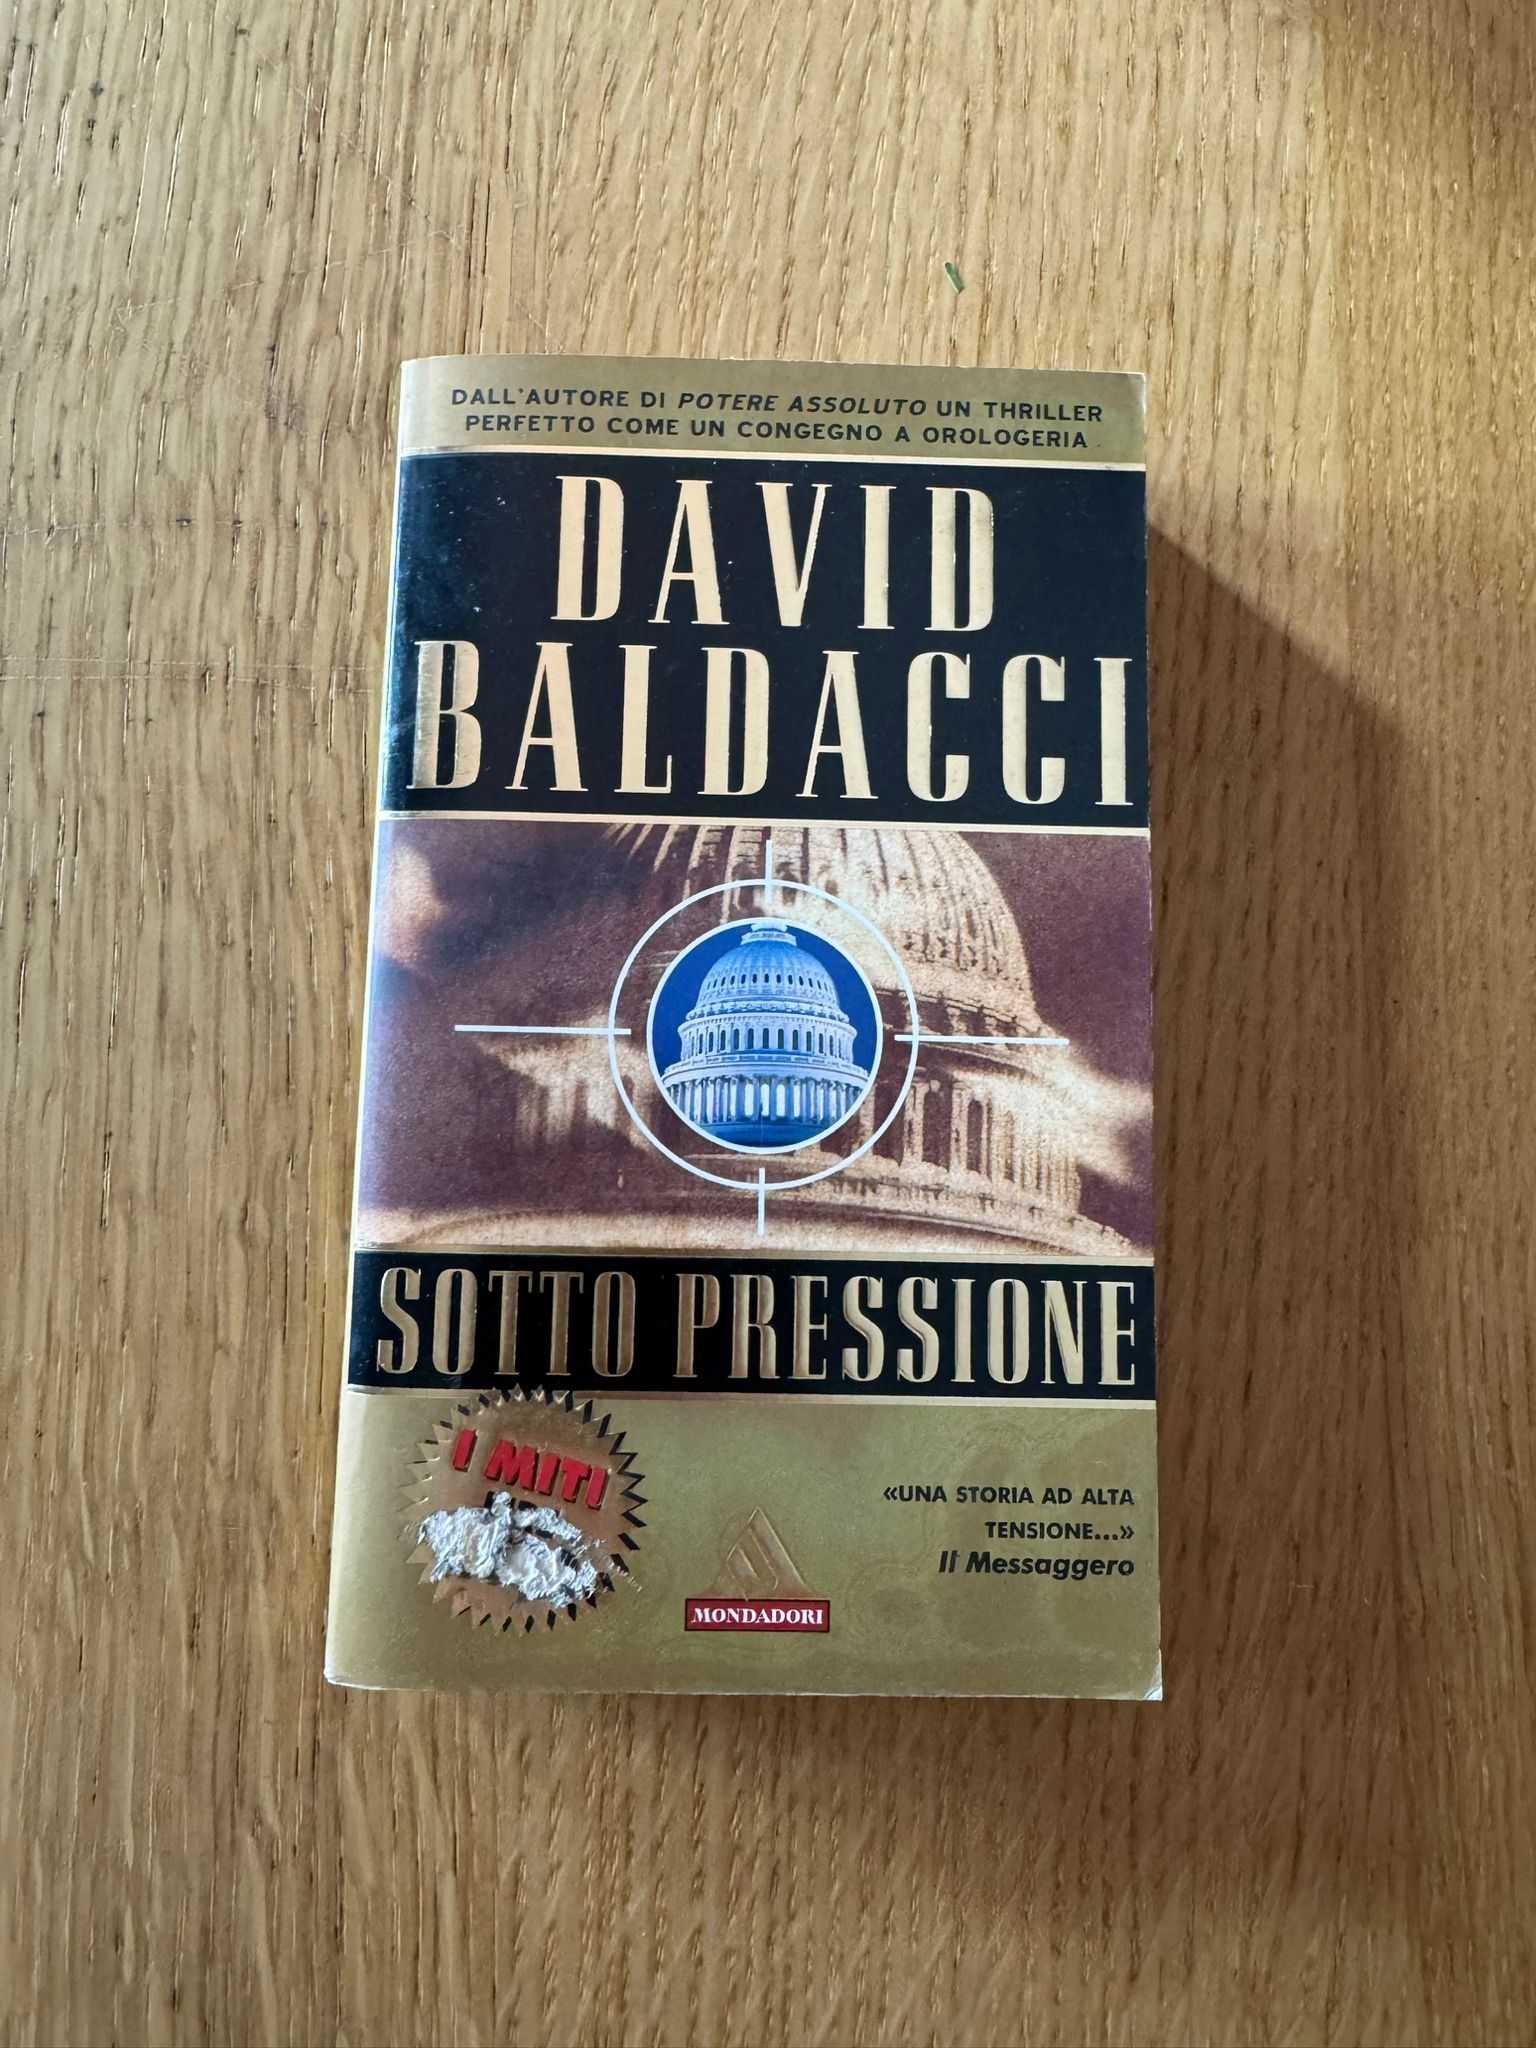 DALL'AUTORE DI POTERE ASSOLUTO UN THRILLER
PERFETTO COME UN CONGEGNO A OROLOGERIA
DAVID
BALDACCI
SOTTO PRESSIONE
I MITI
«UNA STORIA AD ALTA
TENSIONE...»
Il Messaggero
MONDADORI